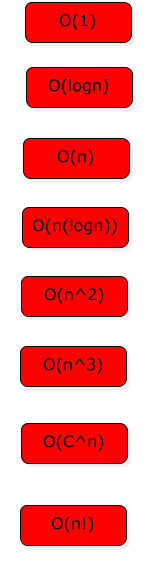 O(1)
O(logn)
O(n)
O(n(logn))
O(n^2)
O(n^3)
O(C^n)
O(n!)